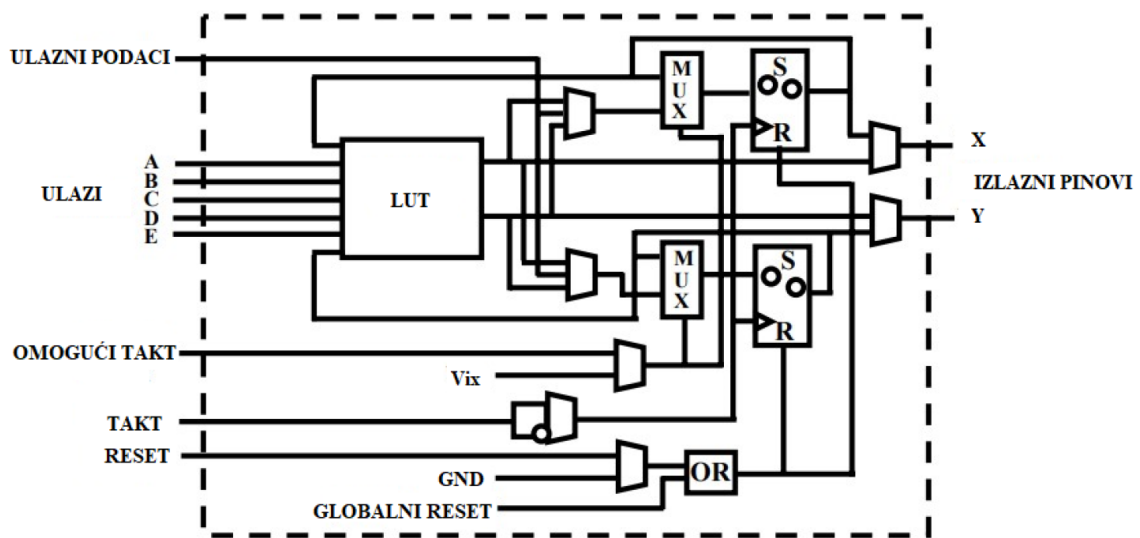 ULAZNI PODACI
M
U
X
S
R
A
B
C
D
E
ULAZI
LUT
X
IZLAZNI PINOVI
Y
M
U
X
S
R
OMOGUĆI TAKT
Vix
TAKT
RESET
GND
OR
GLOBALNI RESET